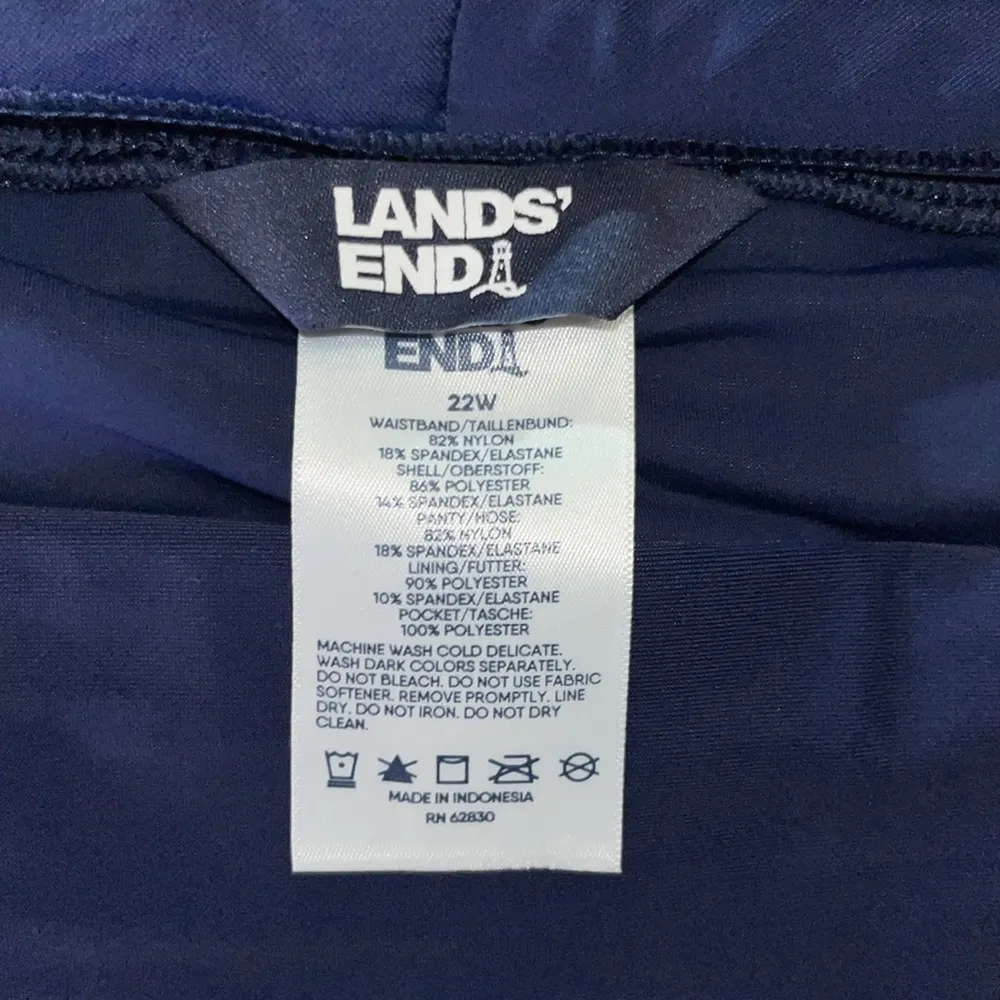 LANDS'
END
END
22W
WAISTBAND/TAILLENBUND:
82% NYLON
18% SPANDEX/ELASTANE
SHELL/OBERSTOFF:
86% POLYESTER
14% SPANDEX/ELASTANE
PANTY/HOSE:
82% NYLON
18% SPANDEX/ELASTANE
LINING/FUTTER:
90% POLYESTER
10% SPANDEX/ELASTANE
POCKET/TASCHE:
100% POLYESTER
MACHINE WASH COLD DELICATE.
WASH DARK COLORS SEPARATELY.
DO NOT BLEACH. DO NOT USE FABRIC
SOFTENER. REMOVE PROMPTLY. LINE
DRY. DO NOT IRON. DO NOT DRY
CLEAN.
MADE IN INDONESIA
RN 62830